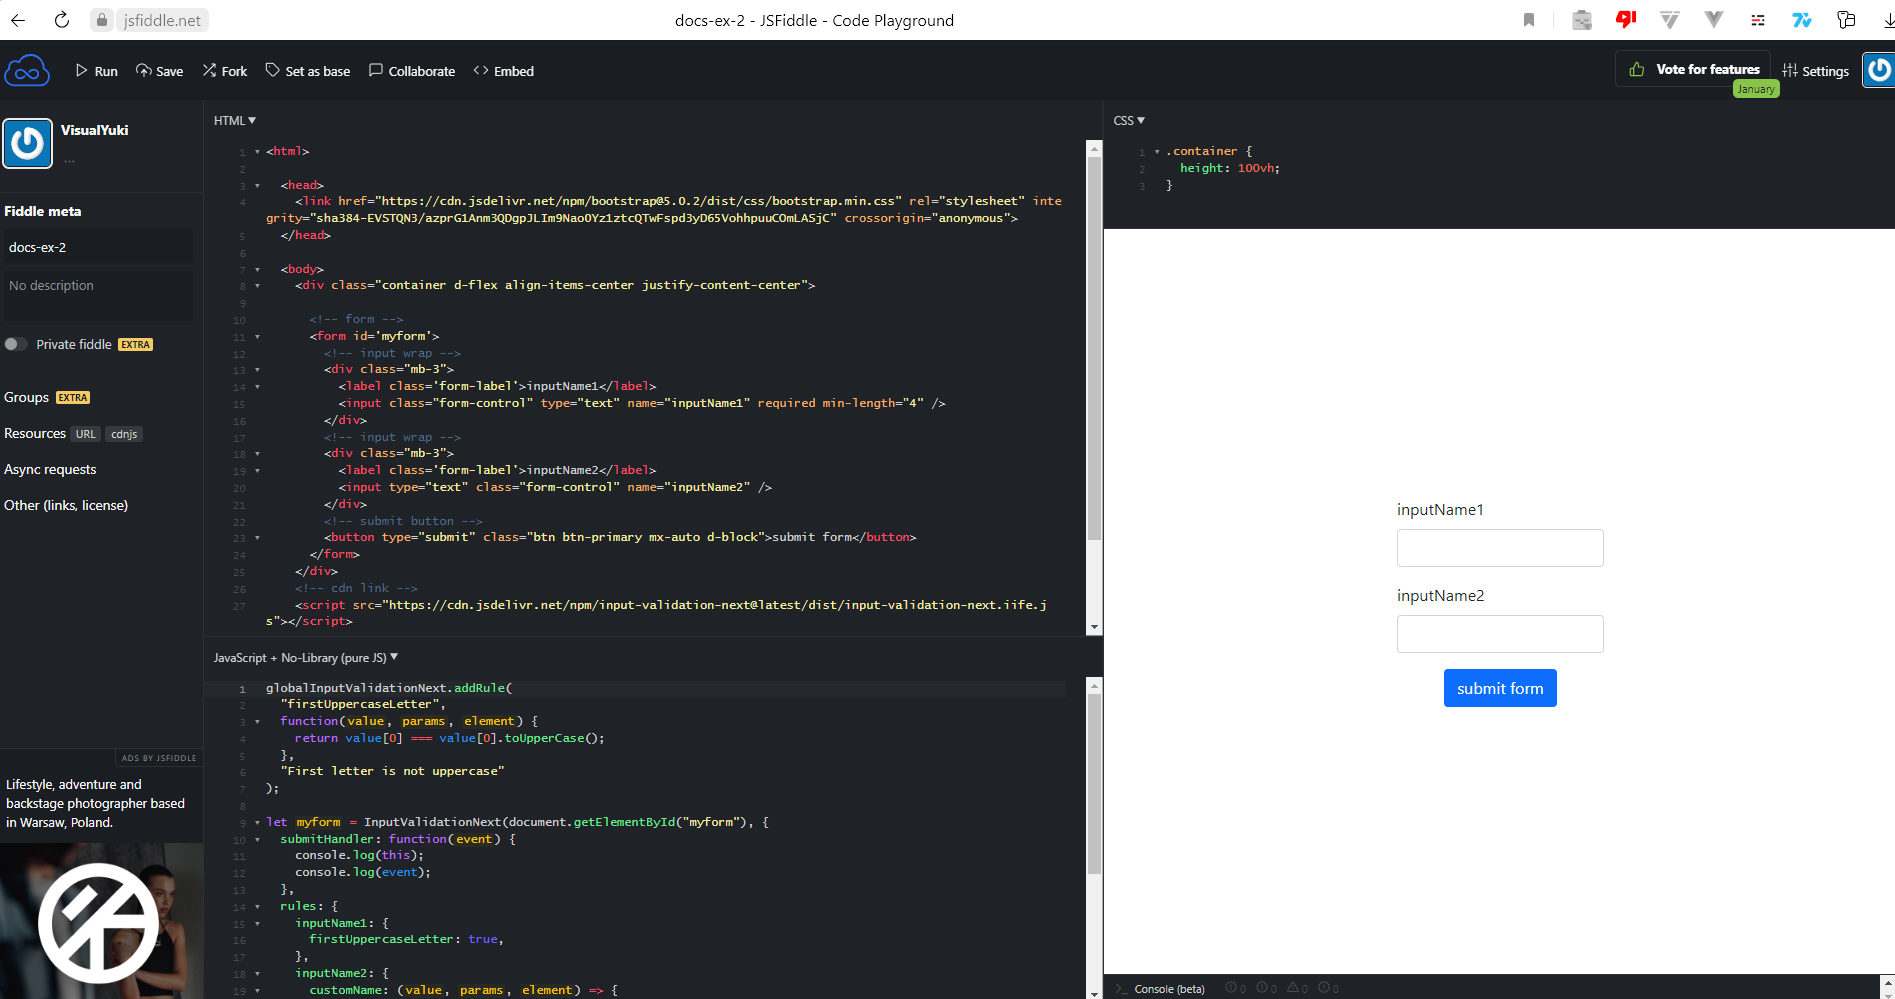 jsfiddle.net
docs-ex-2 - JSFiddle - Code Playground
Run
Save
Fork
Set as base
Collaborate
Embed
Vote for features
January
Settings
VisualYuki
...
Fiddle meta
docs-ex-2
No description
Private fiddle EXTRA
Groups EXTRA
Resources URL cdnjs
Async requests
Other (links, license)
ADS BY JSFIDDLE
Lifestyle, adventure and
backstage photographer based
in Warsaw, Poland.
HTML
1 <html>
2
3 <head>
4 <link href="https://cdn.jsdelivr.net/npm/bootstrap@5.0.2/dist/css/bootstrap.min.css" rel="stylesheet" inte
grity="sha384-EVSTQN3/azprG1Anm3QDgpJLIm9Nao0Yz1ztcQTwFspd3yD65VohhpuuCOmLASjC" crossorigin="anonymous">
5 </head>
6
7 <body>
8 <div class="container d-flex align-items-center justify-content-center">
9
10 <!-- form -->
11 <form id='myform'>
12 <!-- input wrap -->
13 <div class="mb-3">
14 <label class='form-label'>inputName1</label>
15 <input class="form-control" type="text" name="inputName1" required min-length="4" />
16 </div>
17 <!-- input wrap -->
18 <div class="mb-3">
19 <label class='form-label'>inputName2</label>
20 <input type="text" class="form-control" name="inputName2" />
21 </div>
22 <!-- submit button -->
23 <button type="submit" class="btn btn-primary mx-auto d-block">submit form</button>
24 </form>
25 </div>
26 <!-- cdn link -->
27 <script src="https://cdn.jsdelivr.net/npm/input-validation-next@latest/dist/input-validation-next.iife.j
s"></script>
JavaScript + No-Library (pure JS)
1 globalInputValidationNext.addRule(
2 "firstUppercaseLetter",
3 function(value, params, element) {
4 return value[0] === value[0].toUpperCase();
5 },
6 "First letter is not uppercase"
7 );
8
9 let myform = InputValidationNext(document.getElementById("myform"), {
10 submitHandler: function(event) {
11 console.log(this);
12 console.log(event);
13 },
14 rules: {
15 inputName1: {
16 firstUppercaseLetter: true,
17 },
18 inputName2: {
19 customName: (value, params, element) => {
CSS
1 .container {
2 height: 100vh;
3 }
inputName1
inputName2
submit form
Console (beta) 0 0 0 0